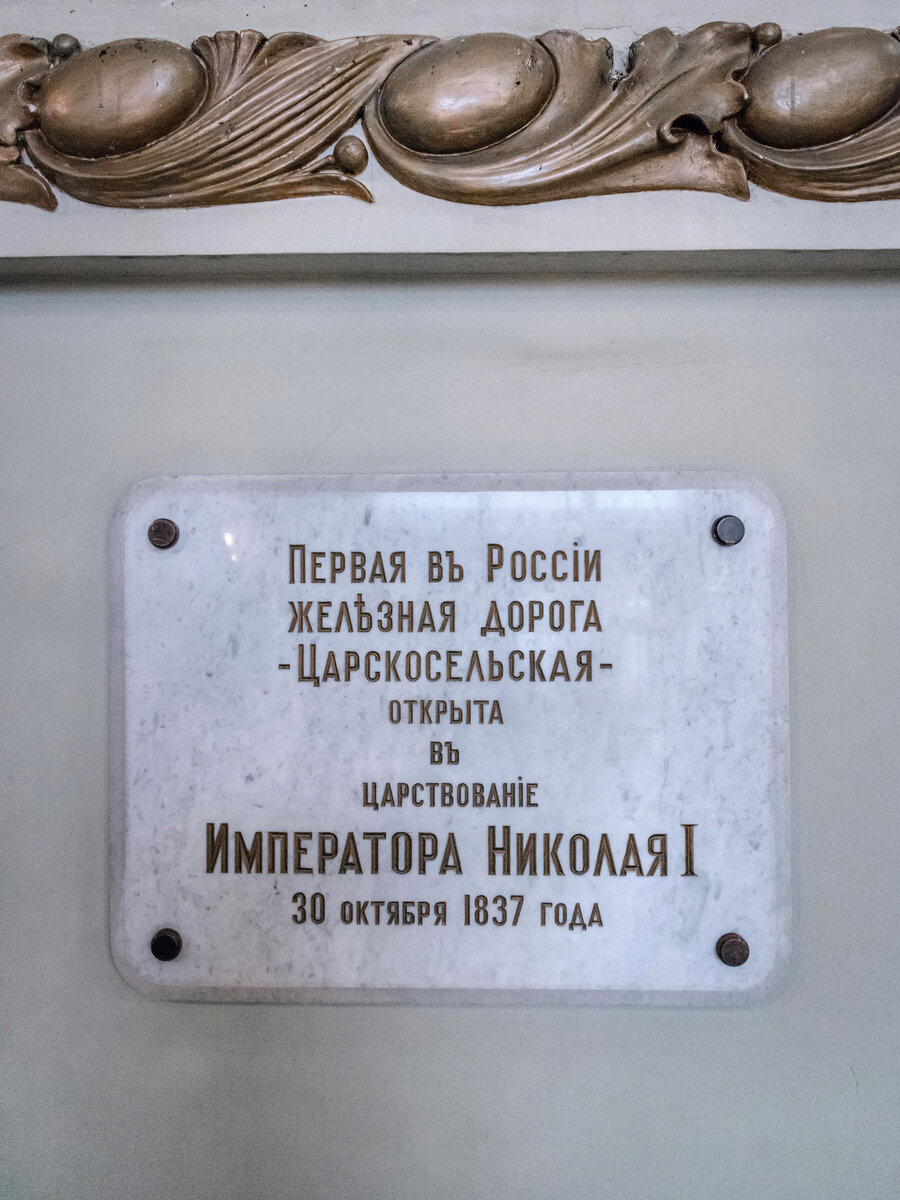 Первая въ Россіи
желѣзная дорога
-Царскосельская-
открыта
въ
царствованіе
Императора Николая I
30 октября 1837 года